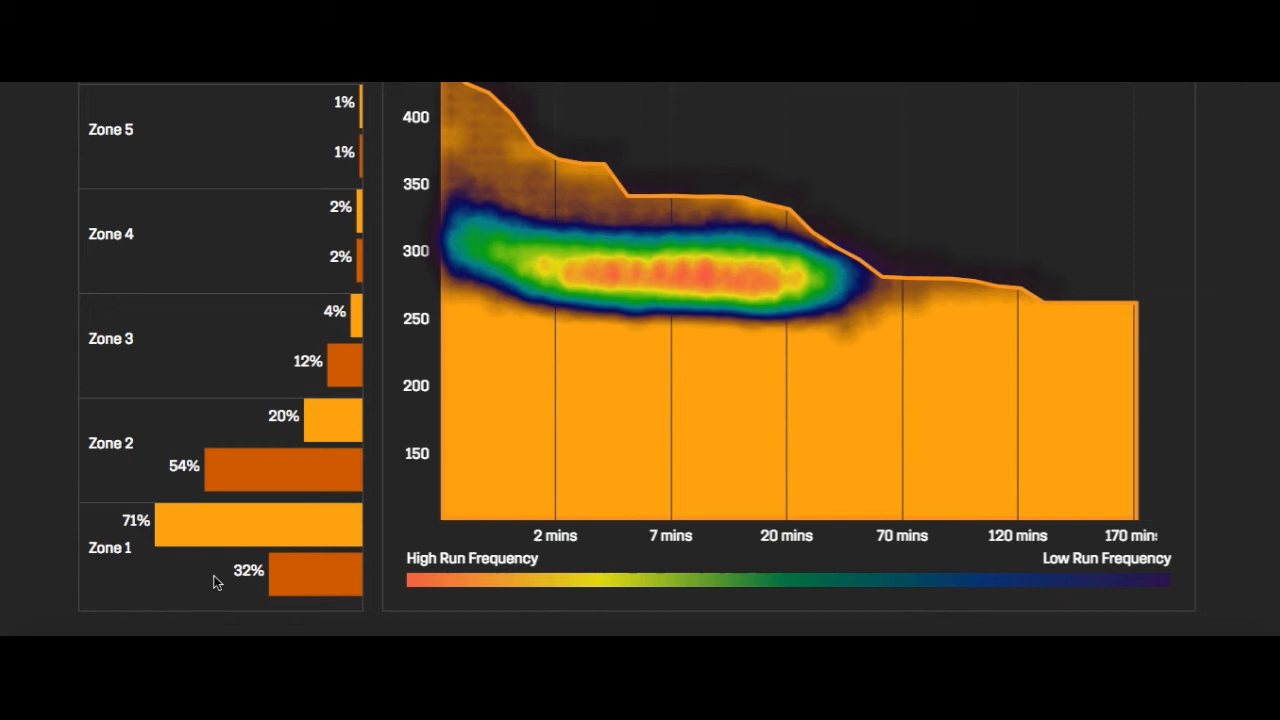 1%
Zone 5
1%
2%
Zone 4
2%
4%
Zone 3
12%
20%
Zone 2
54%
71%
Zone 1
32%
400
350
300
250
200
150
2 mins 7 mins 20 mins 70 mins 120 mins 170 mins
High Run Frequency Low Run Frequency